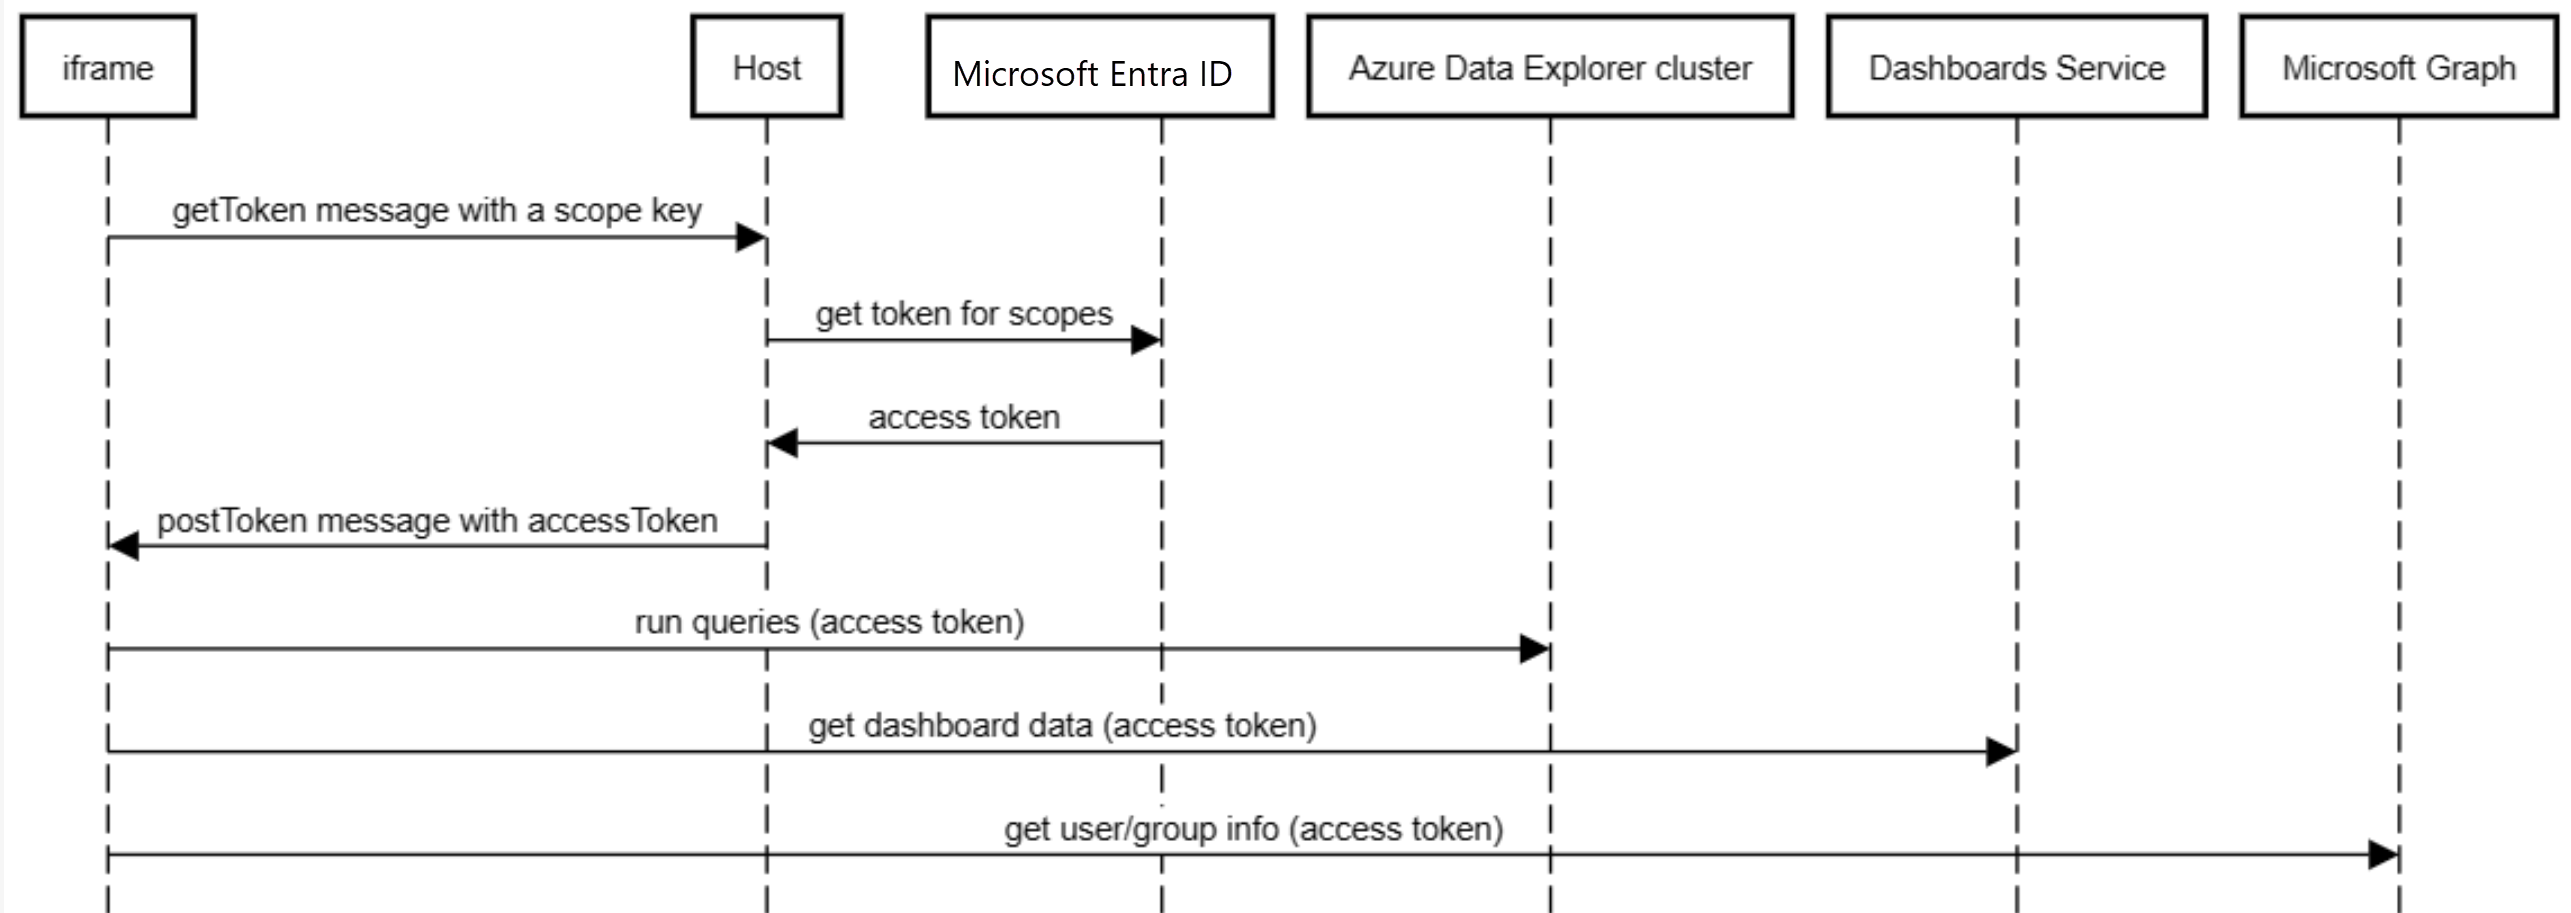 iframe
Host
Microsoft Entra ID
Azure Data Explorer cluster
Dashboards Service
Microsoft Graph
getToken message with a scope key
get token for scopes
access token
postToken message with accessToken
run queries (access token)
get dashboard data (access token)
get user/group info (access token)